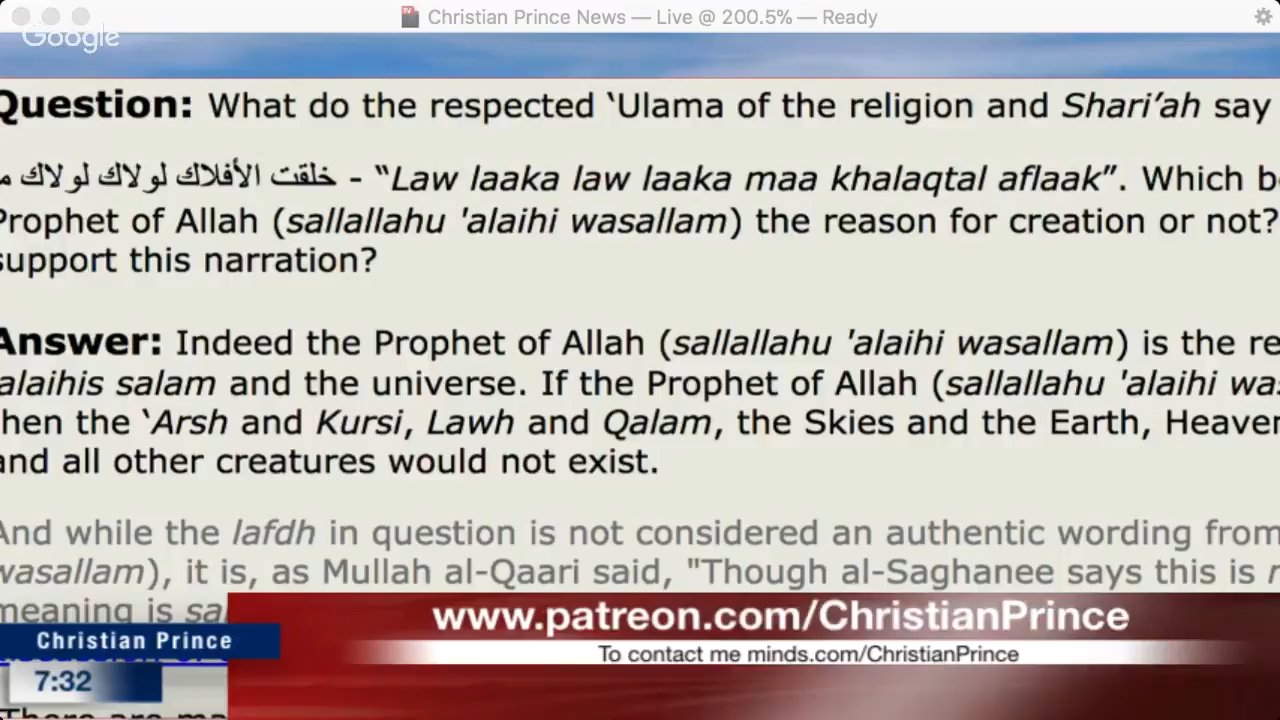 Christian Prince News — Live @ 200.5% — Ready
Google
Question: What do the respected ‘Ulama of the religion and Shari’ah say
خلقت الأفلاك لولاك لولاك م - “Law laaka law laaka maa khalaqtal aflaak”. Which be
Prophet of Allah (sallallahu 'alaihi wasallam) the reason for creation or not?
support this narration?
Answer: Indeed the Prophet of Allah (sallallahu 'alaihi wasallam) is the re
alaihis salam and the universe. If the Prophet of Allah (sallallahu 'alaihi wa
then the ‘Arsh and Kursi, Lawh and Qalam, the Skies and the Earth, Heaven
and all other creatures would not exist.
And while the lafdh in question is not considered an authentic wording from
wasallam), it is, as Mullah al-Qaari said, "Though al-Saghanee says this is
meaning is
www.patreon.com/ChristianPrince
Christian Prince
To contact me minds.com/ChristianPrince
7:32
There are